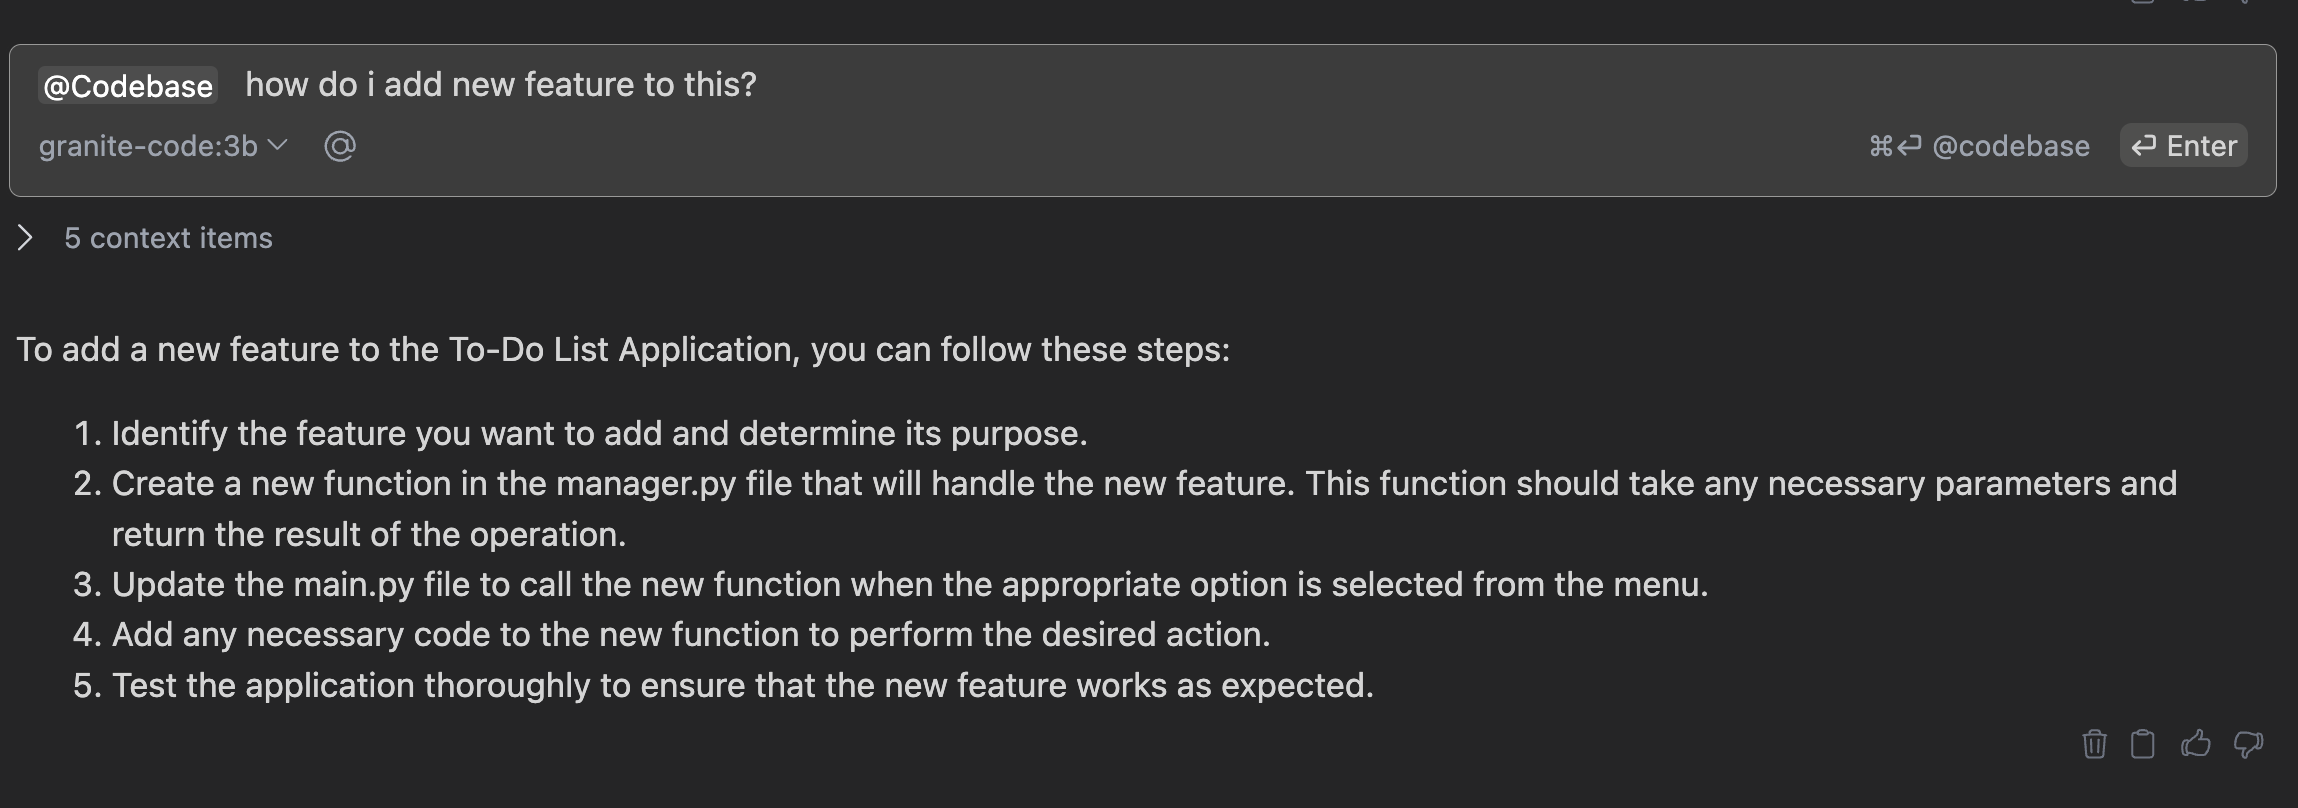 @Codebase how do i add new feature to this?
granite-code:3b @ ⌘⏎ @codebase ⏎ Enter
5 context items
To add a new feature to the To-Do List Application, you can follow these steps:
1. Identify the feature you want to add and determine its purpose.
2. Create a new function in the manager.py file that will handle the new feature. This function should take any necessary parameters and
return the result of the operation.
3. Update the main.py file to call the new function when the appropriate option is selected from the menu.
4. Add any necessary code to the new function to perform the desired action.
5. Test the application thoroughly to ensure that the new feature works as expected.